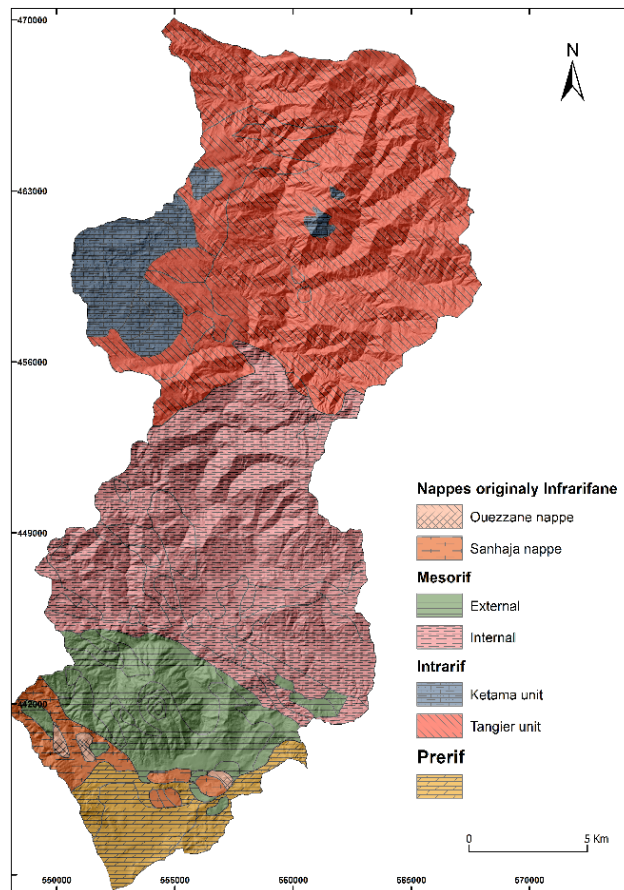 470000
N
463000
456000
Nappes originaly Infrarifane
Ouezzane nappe
449000
Sanhaja nappe
Mesorif
External
Internal
Intrarif
Ketama unit
442000
Tangier unit
Prerif
0 5 Km
550000 555000 560000 565000 570000